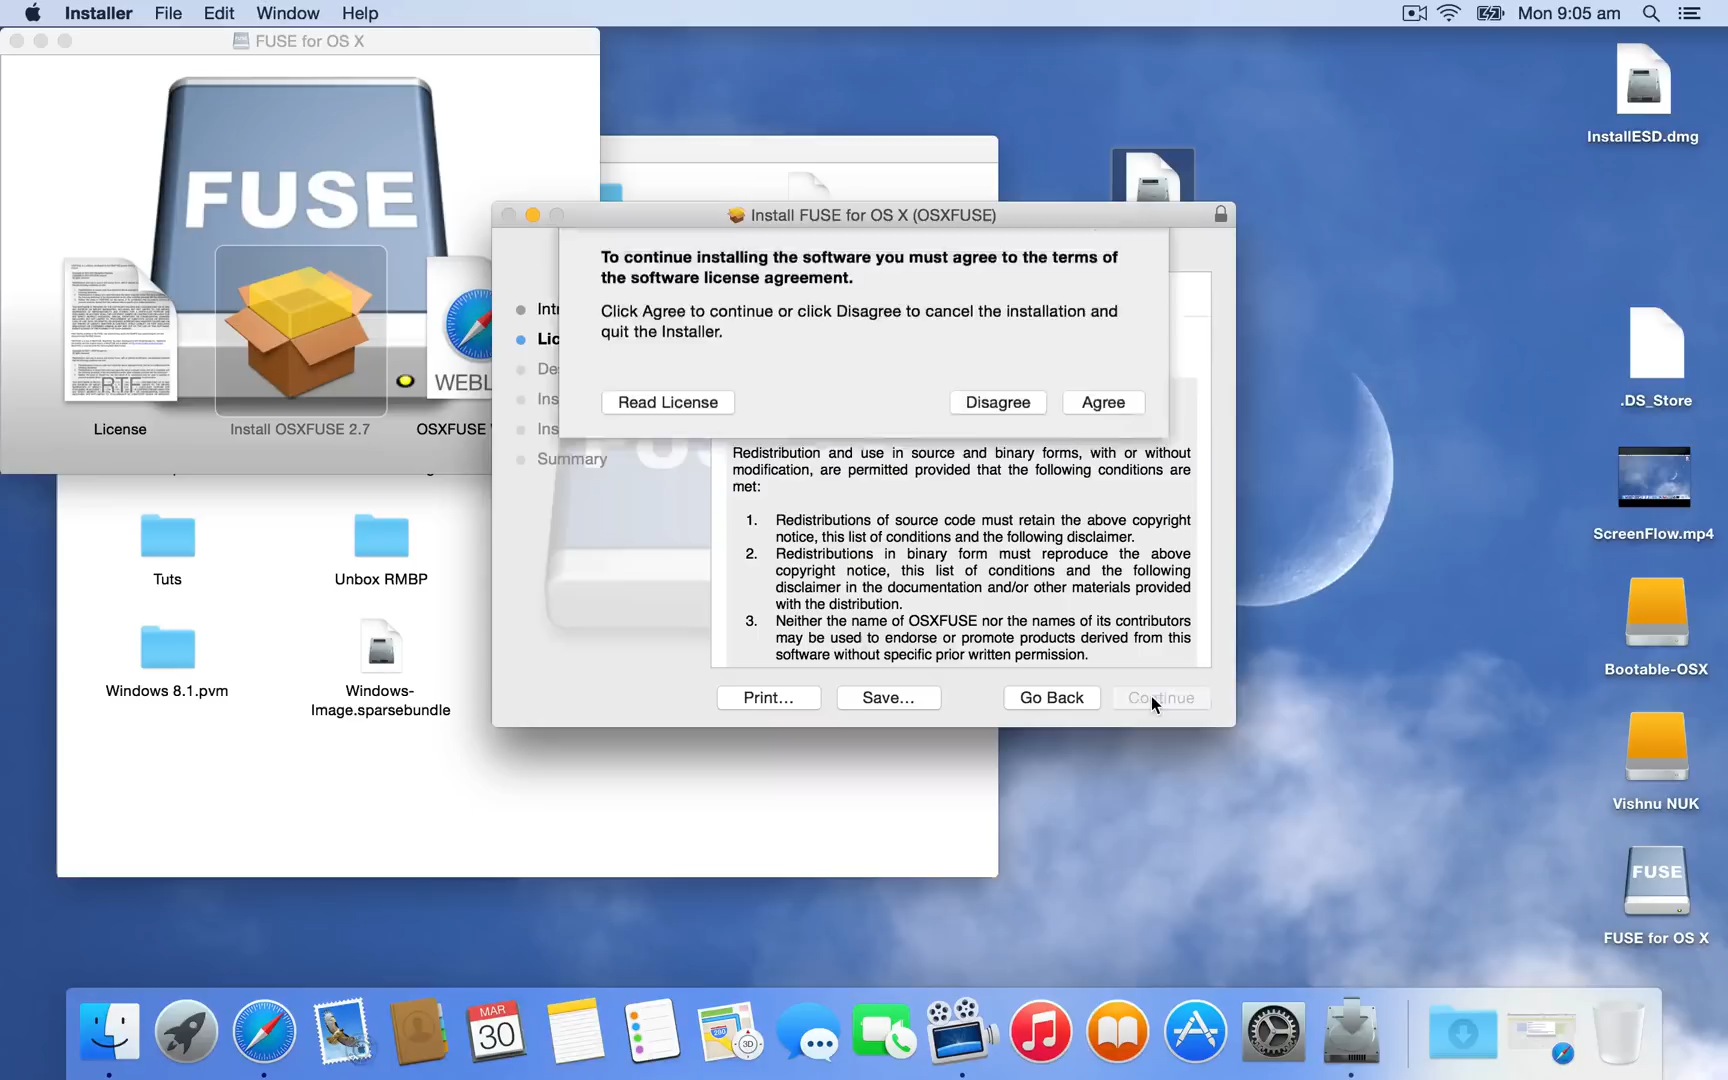 Installer File Edit Window Help
Mon 9:05 am
FUSE for OS X
FUSE
RTF
License
Install OSXFUSE 2.7
WEBL
OSXFUSE
InstallESD.dmg
.DS_Store
ScreenFlow.mp4
Bootable-OSX
Vishnu NUK
FUSE
FUSE for OS X
Install FUSE for OS X (OSXFUSE)
To continue installing the software you must agree to the terms of
the software license agreement.
Click Agree to continue or click Disagree to cancel the installation and
quit the Installer.
Read License Disagree Agree
Int
Lic
De
Ins
Ins
Summary
Redistribution and use in source and binary forms, with or without
modification, are permitted provided that the following conditions are
met:
1. Redistributions of source code must retain the above copyright
notice, this list of conditions and the following disclaimer.
2. Redistributions in binary form must reproduce the above
copyright notice, this list of conditions and the following
disclaimer in the documentation and/or other materials provided
with the distribution.
3. Neither the name of OSXFUSE nor the names of its contributors
may be used to endorse or promote products derived from this
software without specific prior written permission.
Print... Save... Go Back Continue
Tuts
Unbox RMBP
Windows 8.1.pvm
Windows-
Image.sparsebundle
MAR
30
280
3D